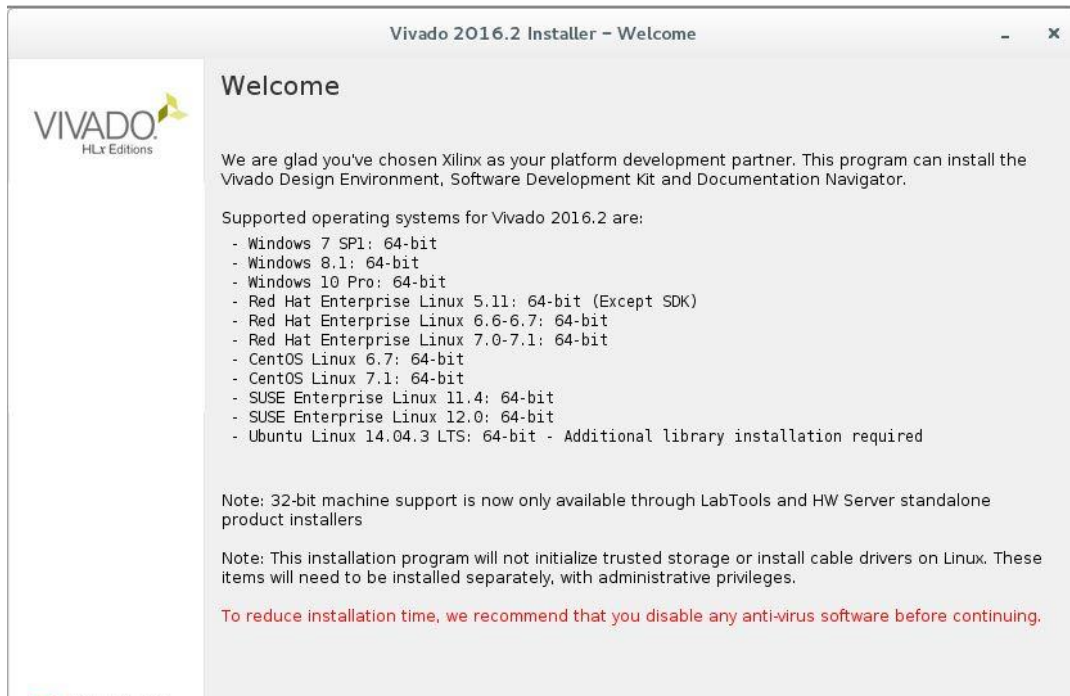 Vivado 2016.2 Installer – Welcome
VIVADO.
HLx Editions
Welcome
We are glad you've chosen Xilinx as your platform development partner. This program can install the
Vivado Design Environment, Software Development Kit and Documentation Navigator.
Supported operating systems for Vivado 2016.2 are:
- Windows 7 SP1: 64-bit
- Windows 8.1: 64-bit
- Windows 10 Pro: 64-bit
- Red Hat Enterprise Linux 5.11: 64-bit (Except SDK)
- Red Hat Enterprise Linux 6.6-6.7: 64-bit
- Red Hat Enterprise Linux 7.0-7.1: 64-bit
- CentOS Linux 6.7: 64-bit
- CentOS Linux 7.1: 64-bit
- SUSE Enterprise Linux 11.4: 64-bit
- SUSE Enterprise Linux 12.0: 64-bit
- Ubuntu Linux 14.04.3 LTS: 64-bit - Additional library installation required
Note: 32-bit machine support is now only available through LabTools and HW Server standalone
product installers
Note: This installation program will not initialize trusted storage or install cable drivers on Linux. These
items will need to be installed separately, with administrative privileges.
To reduce installation time, we recommend that you disable any anti-virus software before continuing.